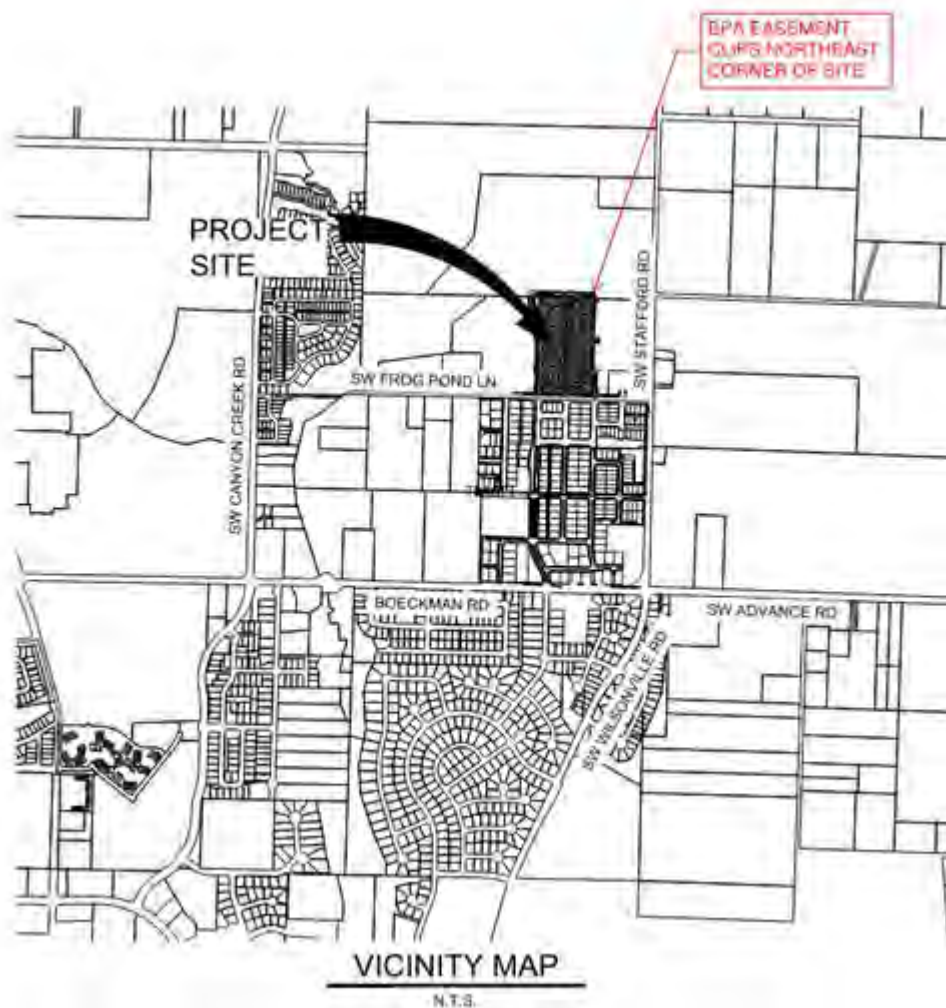 BPA EASEMENT
CLIPS NORTHEAST
CORNER OF SITE
PROJECT
SITE
SW STAFFORD RD
SW FROG POND LN
SW CANYON CREEK RD
BOECKMAN RD
SW ADVANCE RD
SW WILSONVILLE RD
VICINITY MAP
N.T.S.